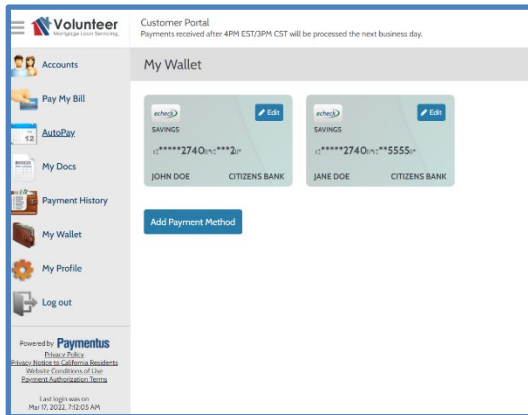 Volunteer
Mortgage Loan Servicing
Customer Portal
Payments received after 4PM EST/3PM CST will be processed the next business day.
Accounts
Pay My Bill
AutoPay
My Docs
Payment History
My Wallet
My Profile
Log out
Powered by Paymentus
Privacy Policy
Privacy Notice to California Residents
Website Conditions of Use
Payment Authorization Terms
Last login was on
Mar 17, 2022, 7:12:05 AM
My Wallet
echeck
Edit
SAVINGS
*****2740 ***2
JOHN DOE CITIZENS BANK
echeck
Edit
SAVINGS
*****2740 **5555
JANE DOE CITIZENS BANK
Add Payment Method